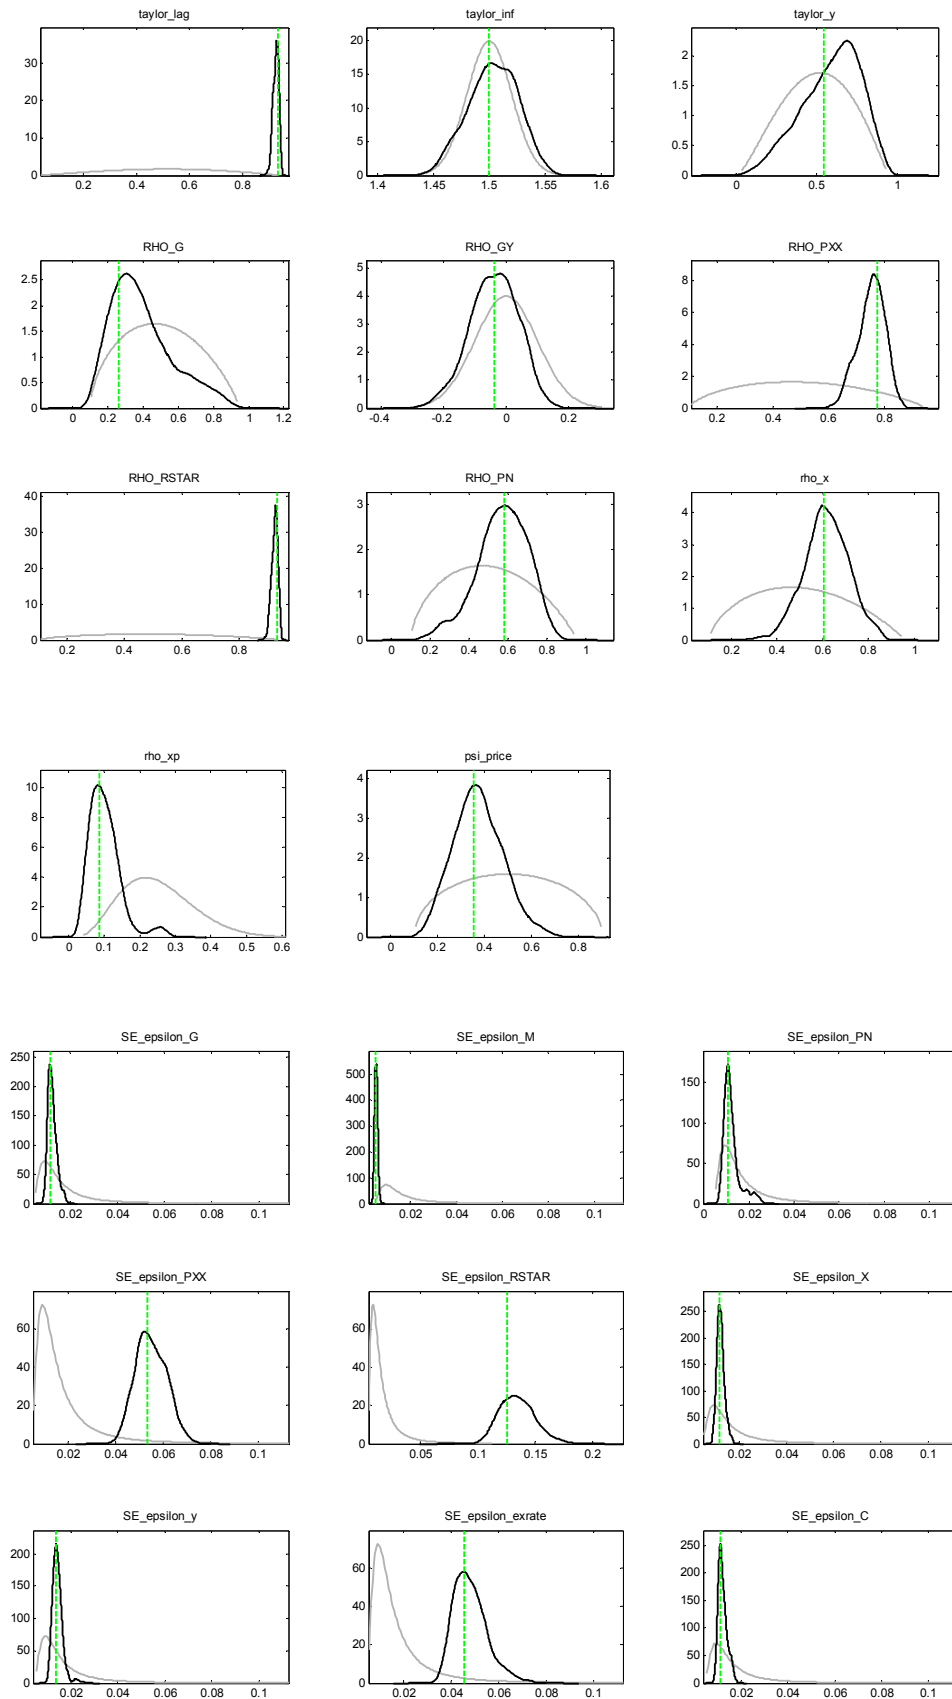 taylor_lag taylor_inf taylor_y
30 20 10 0
0.2 0.4 0.6 0.8
20 15 10 5 0
1.4 1.45 1.5 1.55 1.6
2 1.5 1 0.5 0
0 0.5 1
RHO_G RHO_GY RHO_PXX
2.5 2 1.5 1 0.5 0
0 0.2 0.4 0.6 0.8 1 1.2
5 4 3 2 1 0
-0.4 -0.2 0 0.2
8 6 4 2 0
0.2 0.4 0.6 0.8
RHO_RSTAR RHO_PN rho_x
40 30 20 10 0
0.2 0.4 0.6 0.8
3 2 1 0
0 0.2 0.4 0.6 0.8 1
4 3 2 1 0
0.2 0.4 0.6 0.8 1
rho_xp psi_price
10 8 6 4 2 0
0 0.1 0.2 0.3 0.4 0.5 0.6
4 3 2 1 0
0 0.2 0.4 0.6 0.8
SE_epsilon_G SE_epsilon_M SE_epsilon_PN
250 200 150 100 50 0
0.02 0.04 0.06 0.08 0.1
500 400 300 200 100 0
0.02 0.04 0.06 0.08 0.1
150 100 50 0
0 0.02 0.04 0.06 0.08 0.1
SE_epsilon_PXX SE_epsilon_RSTAR SE_epsilon_X
60 40 20 0
0.02 0.04 0.06 0.08 0.1
60 40 20 0
0.05 0.1 0.15 0.2
250 200 150 100 50 0
0.02 0.04 0.06 0.08 0.1
SE_epsilon_y SE_epsilon_exrate SE_epsilon_C
200 150 100 50 0
0.02 0.04 0.06 0.08 0.1
60 40 20 0
0.02 0.04 0.06 0.08 0.1
250 200 150 100 50 0
0.02 0.04 0.06 0.08 0.1